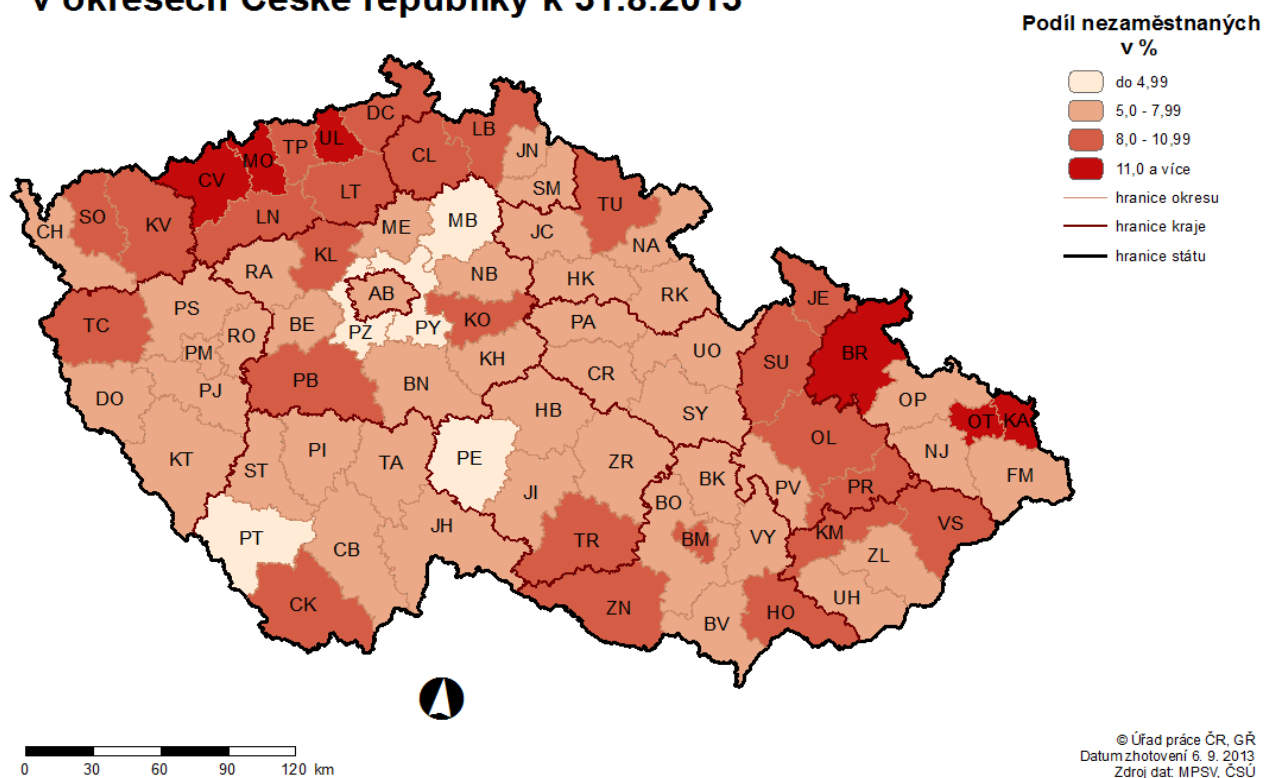 v okresech České republiky k 31.8.2013
Podíl nezaměstnaných
v %
do 4,99
5,0 - 7,99
8,0 - 10,99
11,0 a více
hranice okresu
hranice kraje
hranice státu
DC
LB
UL
TP
MO
CL
JN
CV
LT
SM
SO
KV
LN
TU
CH
ME
MB
JC
NA
KL
RA
NB
HK
AB
RK
JE
PS
TC
RO
BE
PZ
PY
KO
PA
UO
BR
PM
KH
SU
PB
BN
CR
PJ
DO
OP
HB
SY
OT
KA
OL
PI
KT
ST
TA
PE
ZR
NJ
FM
BK
JI
PV
PR
BO
JH
VS
PT
TR
BM
VY
KM
CB
ZL
CK
ZN
UH
HO
BV
0 30 60 90 120 km
© Úřad práce ČR, GŘ
Datum zhotovení 6. 9. 2013
Zdroj dat: MPSV, ČSÚ